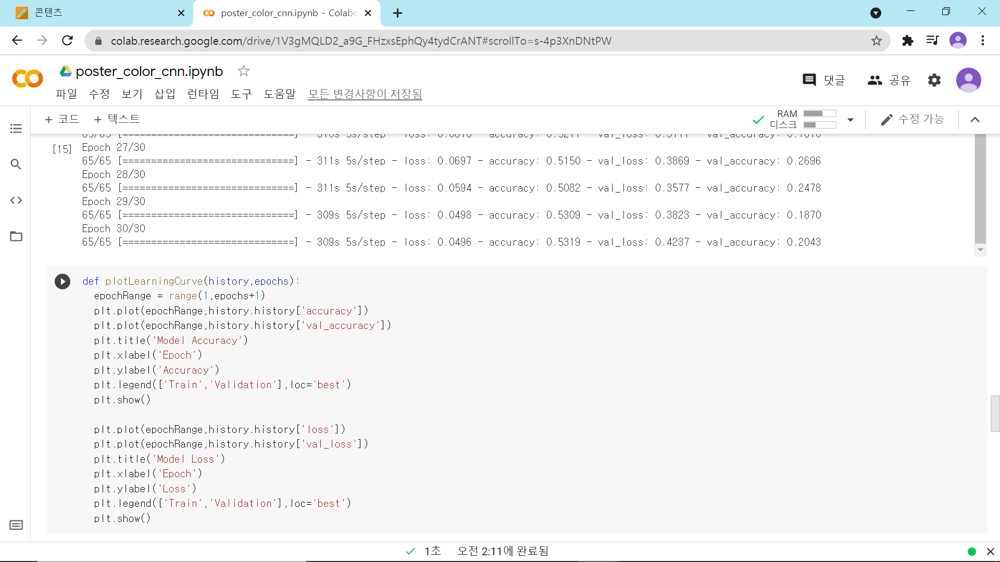 콘텐츠
poster_color_cnn.ipynb - Colabo
colab.research.google.com/drive/1V3gMQLD2_a9G_FHzxsEphQy4tydCrANT#scrollTo=s-4p3XnDNtPW
poster_color_cnn.ipynb
댓글 공유
파일 수정 보기 삽입 런타임 도구 도움말 모든 변경사항이 저장됨
+ 코드 + 텍스트
RAM
디스크
수정 가능
[15]
Epoch 27/30
65/65 [==============================] - 311s 5s/step - loss: 0.0697 - accuracy: 0.5150 - val_loss: 0.3869 - val_accuracy: 0.2696
Epoch 28/30
65/65 [==============================] - 311s 5s/step - loss: 0.0594 - accuracy: 0.5082 - val_loss: 0.3577 - val_accuracy: 0.2478
Epoch 29/30
65/65 [==============================] - 309s 5s/step - loss: 0.0498 - accuracy: 0.5309 - val_loss: 0.3823 - val_accuracy: 0.1870
Epoch 30/30
65/65 [==============================] - 309s 5s/step - loss: 0.0496 - accuracy: 0.5319 - val_loss: 0.4237 - val_accuracy: 0.2043
def plotLearningCurve(history,epochs):
  epochRange = range(1,epochs+1)
  plt.plot(epochRange,history.history['accuracy'])
  plt.plot(epochRange,history.history['val_accuracy'])
  plt.title('Model Accuracy')
  plt.xlabel('Epoch')
  plt.ylabel('Accuracy')
  plt.legend(['Train','Validation'],loc='best')
  plt.show()
  plt.plot(epochRange,history.history['loss'])
  plt.plot(epochRange,history.history['val_loss'])
  plt.title('Model Loss')
  plt.xlabel('Epoch')
  plt.ylabel('Loss')
  plt.legend(['Train','Validation'],loc='best')
  plt.show()
1초 오전 2:11에 완료됨